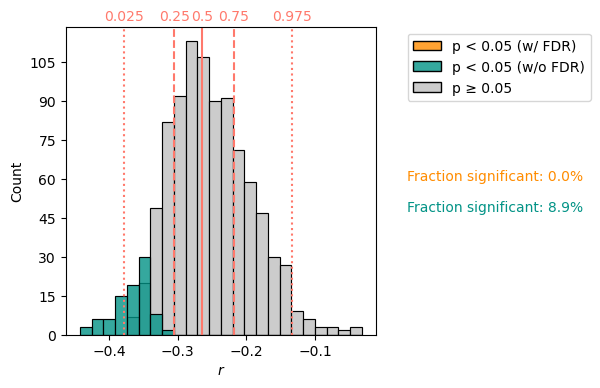 0.025 0.25 0.5 0.75 0.975
p < 0.05 (w/ FDR)
p < 0.05 (w/o FDR)
p ≥ 0.05
Fraction significant: 0.0%
Fraction significant: 8.9%
Count
105
90
75
60
45
30
15
0
−0.4 −0.3 −0.2 −0.1
r